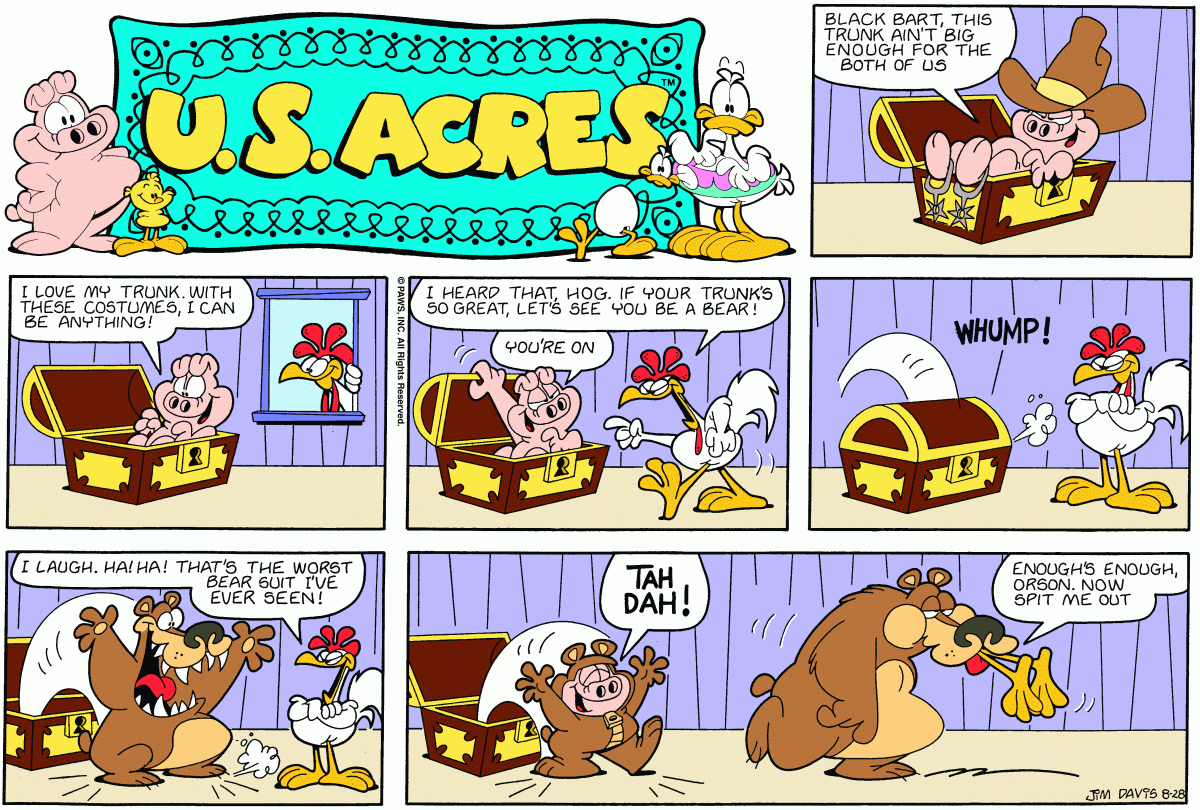 U.S. ACRES™
BLACK BART, THIS
TRUNK AIN'T BIG
ENOUGH FOR THE
BOTH OF US
I LOVE MY TRUNK. WITH
THESE COSTUMES, I CAN
BE ANYTHING!
© PAWS, INC. All Rights Reserved.
I HEARD THAT, HOG. IF YOUR TRUNK'S
SO GREAT, LET'S SEE YOU BE A BEAR!
YOU'RE ON
WHUMP!
I LAUGH. HA! HA! THAT'S THE WORST
BEAR SUIT I'VE
EVER SEEN!
TAH
DAH!
ENOUGH'S ENOUGH,
ORSON. NOW
SPIT ME OUT
JIM DAVIS 8-28